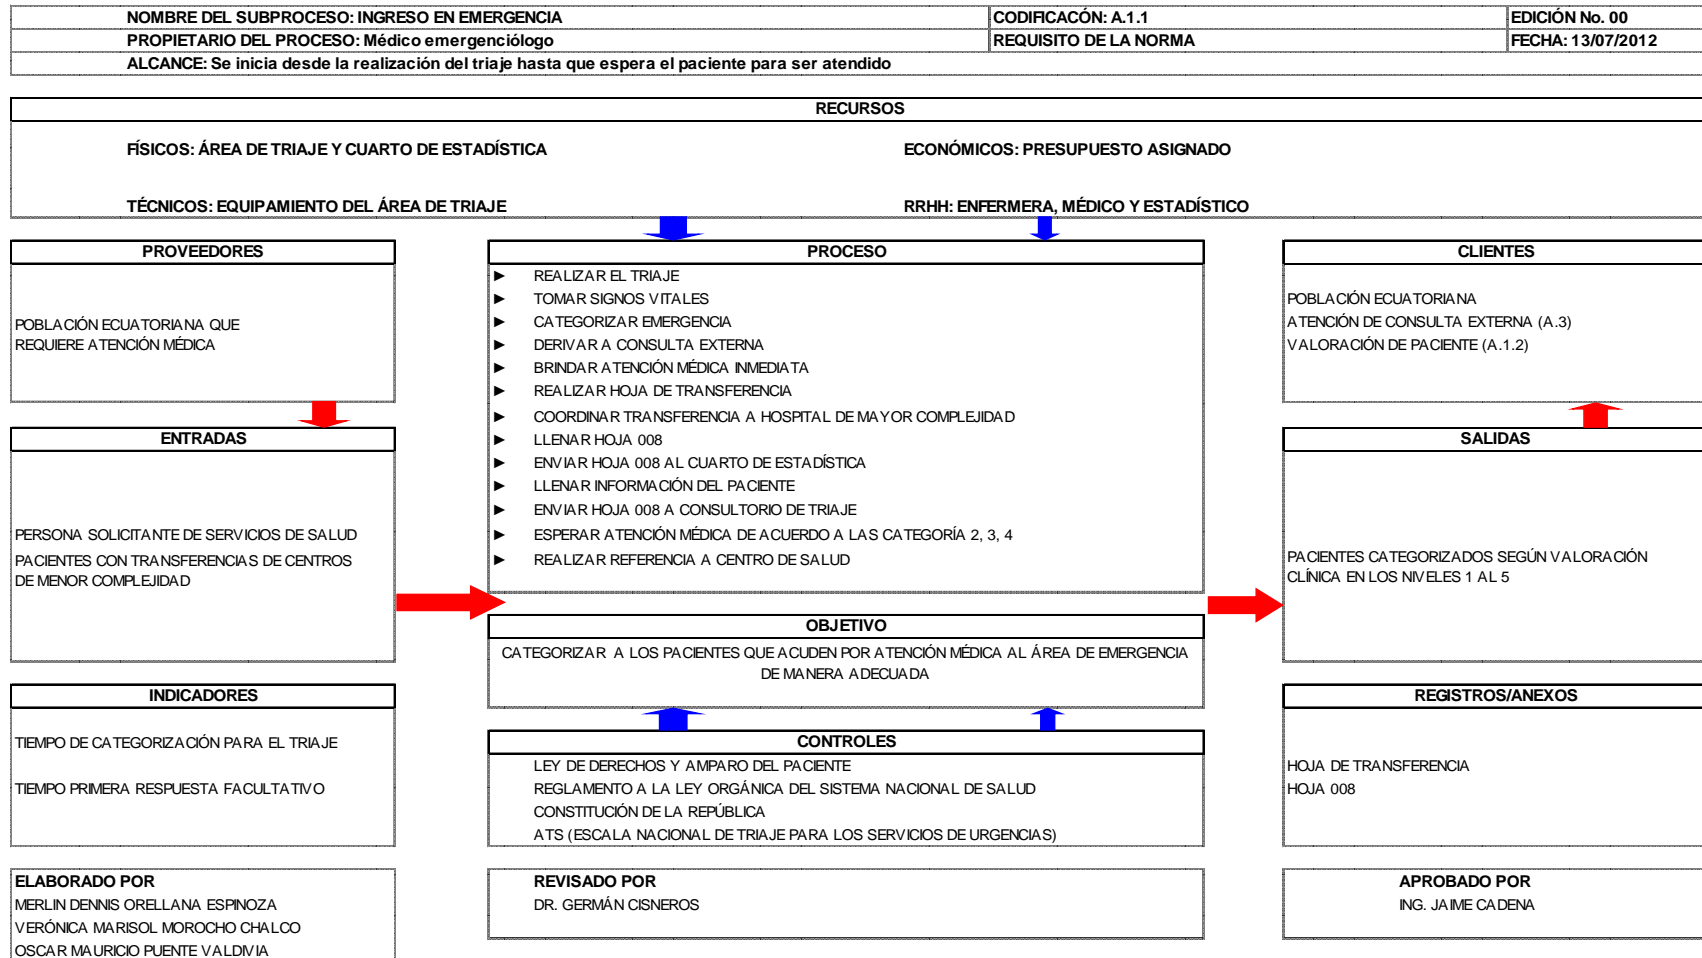 NOMBRE DEL SUBPROCESO: INGRESO EN EMERGENCIA
CODIFICACÓN: A.1.1
EDICIÓN No. 00
PROPIETARIO DEL PROCESO: Médico emergenciólogo
REQUISITO DE LA NORMA
FECHA: 13/07/2012
ALCANCE: Se inicia desde la realización del triaje hasta que espera el paciente para ser atendido
RECURSOS
FÍSICOS: ÁREA DE TRIAJE Y CUARTO DE ESTADÍSTICA
ECONÓMICOS: PRESUPUESTO ASIGNADO
TÉCNICOS: EQUIPAMIENTO DEL ÁREA DE TRIAJE
RRHH: ENFERMERA, MÉDICO Y ESTADÍSTICO
PROVEEDORES
POBLACIÓN ECUATORIANA QUE
REQUIERE ATENCIÓN MÉDICA
ENTRADAS
PERSONA SOLICITANTE DE SERVICIOS DE SALUD
PACIENTES CON TRANSFERENCIAS DE CENTROS
DE MENOR COMPLEJIDAD
PROCESO
► REALIZAR EL TRIAJE
► TOMAR SIGNOS VITALES
► CATEGORIZAR EMERGENCIA
► DERIVAR A CONSULTA EXTERNA
► BRINDAR ATENCIÓN MÉDICA INMEDIATA
► REALIZAR HOJA DE TRANSFERENCIA
► COORDINAR TRANSFERENCIA A HOSPITAL DE MAYOR COMPLEJIDAD
► LLENAR HOJA 008
► ENVIAR HOJA 008 AL CUARTO DE ESTADÍSTICA
► LLENAR INFORMACIÓN DEL PACIENTE
► ENVIAR HOJA 008 A CONSULTORIO DE TRIAJE
► ESPERAR ATENCIÓN MÉDICA DE ACUERDO A LAS CATEGORÍA 2, 3, 4
► REALIZAR REFERENCIA A CENTRO DE SALUD
CLIENTES
POBLACIÓN ECUATORIANA
ATENCIÓN DE CONSULTA EXTERNA (A.3)
VALORACIÓN DE PACIENTE (A.1.2)
SALIDAS
PACIENTES CATEGORIZADOS SEGÚN VALORACIÓN
CLÍNICA EN LOS NIVELES 1 AL 5
OBJETIVO
CATEGORIZAR A LOS PACIENTES QUE ACUDEN POR ATENCIÓN MÉDICA AL ÁREA DE EMERGENCIA
DE MANERA ADECUADA
INDICADORES
TIEMPO DE CATEGORIZACIÓN PARA EL TRIAJE
TIEMPO PRIMERA RESPUESTA FACULTATIVO
CONTROLES
LEY DE DERECHOS Y AMPARO DEL PACIENTE
REGLAMENTO A LA LEY ORGÁNICA DEL SISTEMA NACIONAL DE SALUD
CONSTITUCIÓN DE LA REPÚBLICA
ATS (ESCALA NACIONAL DE TRIAJE PARA LOS SERVICIOS DE URGENCIAS)
REGISTROS/ANEXOS
HOJA DE TRANSFERENCIA
HOJA 008
ELABORADO POR
MERLIN DENNIS ORELLANA ESPINOZA
VERÓNICA MARISOL MOROCHO CHALCO
OSCAR MAURICIO PUENTE VALDIVIA
REVISADO POR
DR. GERMÁN CISNEROS
APROBADO POR
ING. JAIME CADENA